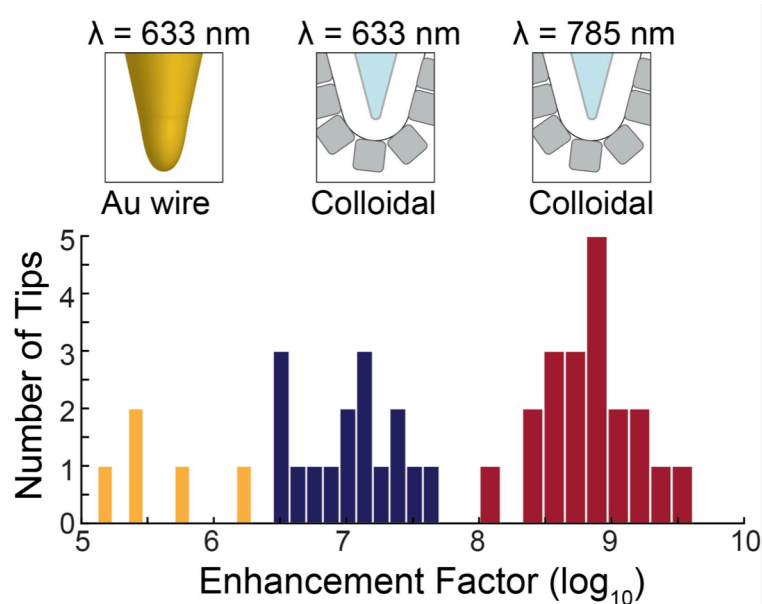 λ = 633 nm λ = 633 nm λ = 785 nm
Au wire Colloidal Colloidal
Number of Tips
5
4
3
2
1
0
5 6 7 8 9 10
Enhancement Factor (log₁₀)